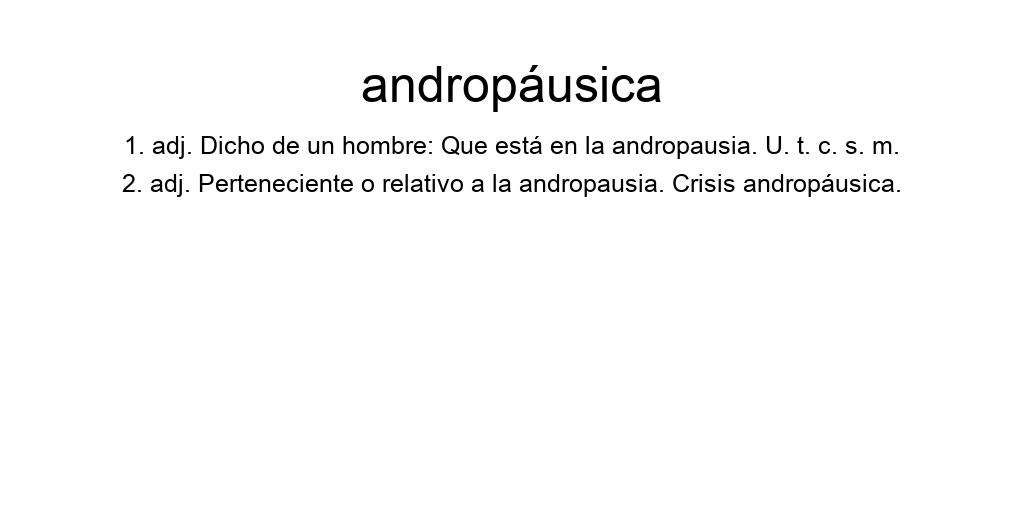 andropáusica
1. adj. Dicho de un hombre: Que está en la andropausia. U. t. c. s. m.
2. adj. Perteneciente o relativo a la andropausia. Crisis andropáusica.